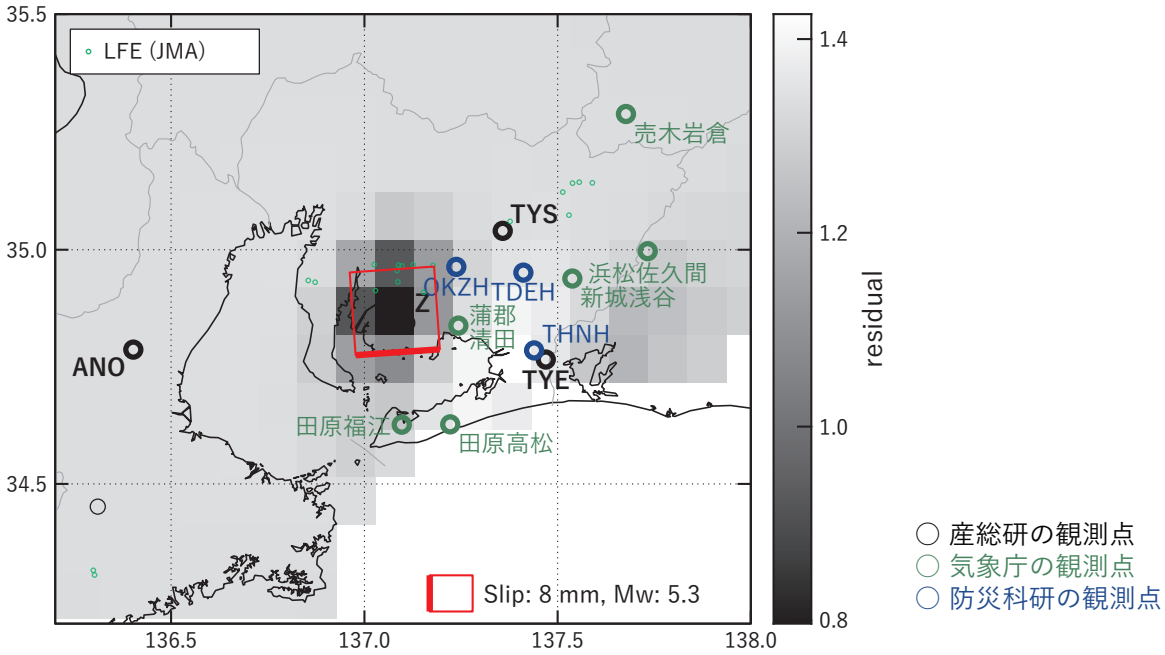 35.5
LFE (JMA)
1.4
売木岩倉
TYS
35.0
浜松佐久間
OKZH
TDEH
新城浅谷
1.2
Z
蒲郡
清田
THNH
residual
ANO
TYE
1.0
田原福江
田原高松
34.5
産総研の観測点
気象庁の観測点
防災科研の観測点
Slip: 8 mm, Mw: 5.3
0.8
136.5
137.0
137.5
138.0